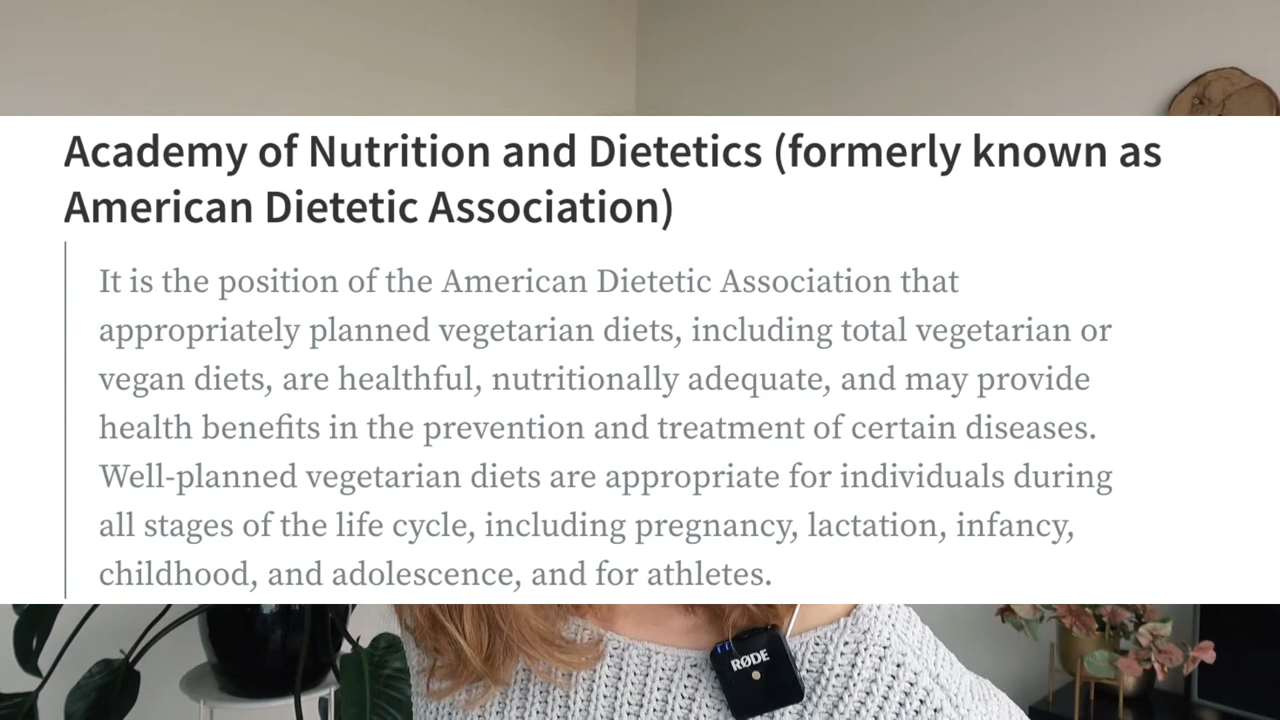 Academy of Nutrition and Dietetics (formerly known as
American Dietetic Association)
It is the position of the American Dietetic Association that
appropriately planned vegetarian diets, including total vegetarian or
vegan diets, are healthful, nutritionally adequate, and may provide
health benefits in the prevention and treatment of certain diseases.
Well-planned vegetarian diets are appropriate for individuals during
all stages of the life cycle, including pregnancy, lactation, infancy,
childhood, and adolescence, and for athletes.
RØDE